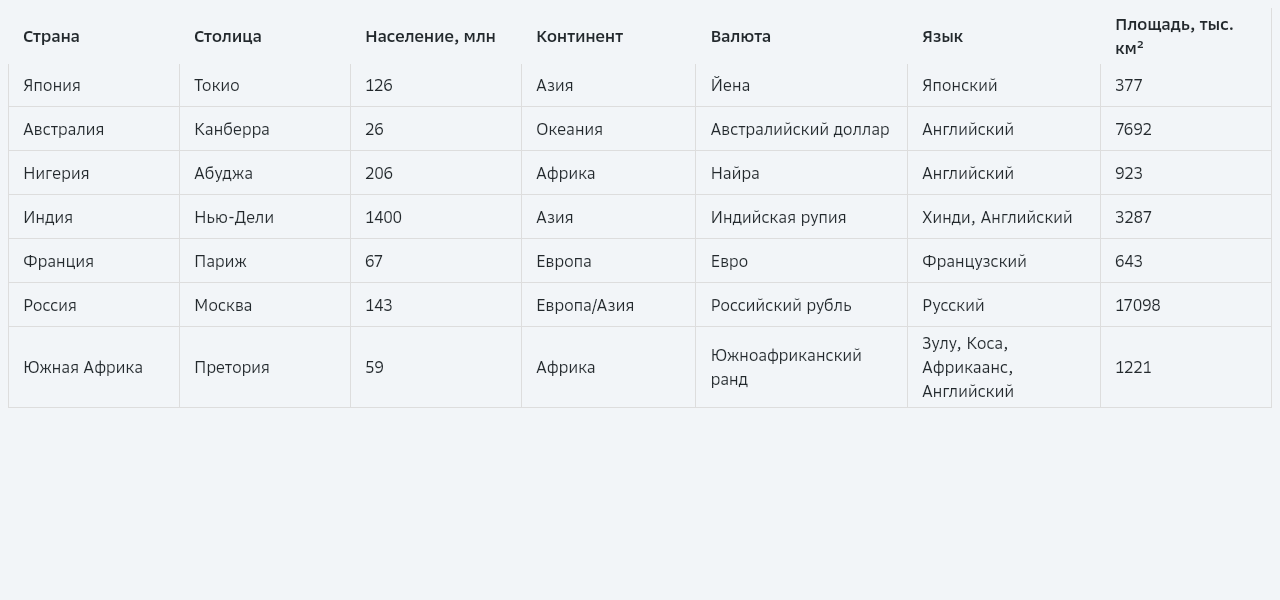 Страна Столица Население, млн Континент Валюта Язык Площадь, тыс. км²
Япония Токио 126 Азия Йена Японский 377
Австралия Канберра 26 Океания Австралийский доллар Английский 7692
Нигерия Абуджа 206 Африка Найра Английский 923
Индия Нью-Дели 1400 Азия Индийская рупия Хинди, Английский 3287
Франция Париж 67 Европа Евро Французский 643
Россия Москва 143 Европа/Азия Российский рубль Русский 17098
Южная Африка Претория 59 Африка Южноафриканский ранд Зулу, Коса, Африкаанс, Английский 1221